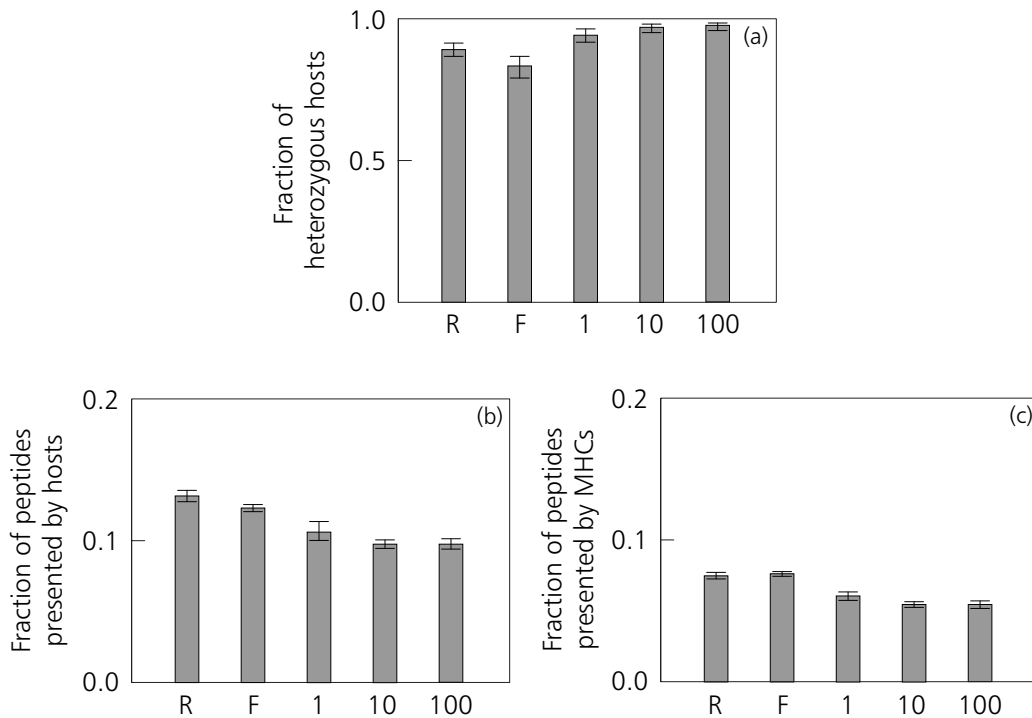 (a)
Fraction of
heterozygous hosts
1.0
0.5
0.0
R F 1 10 100
(b)
Fraction of peptides
presented by hosts
0.2
0.1
0.0
R F 1 10 100
(c)
Fraction of peptides
presented by MHCs
0.2
0.1
0.0
R F 1 10 100